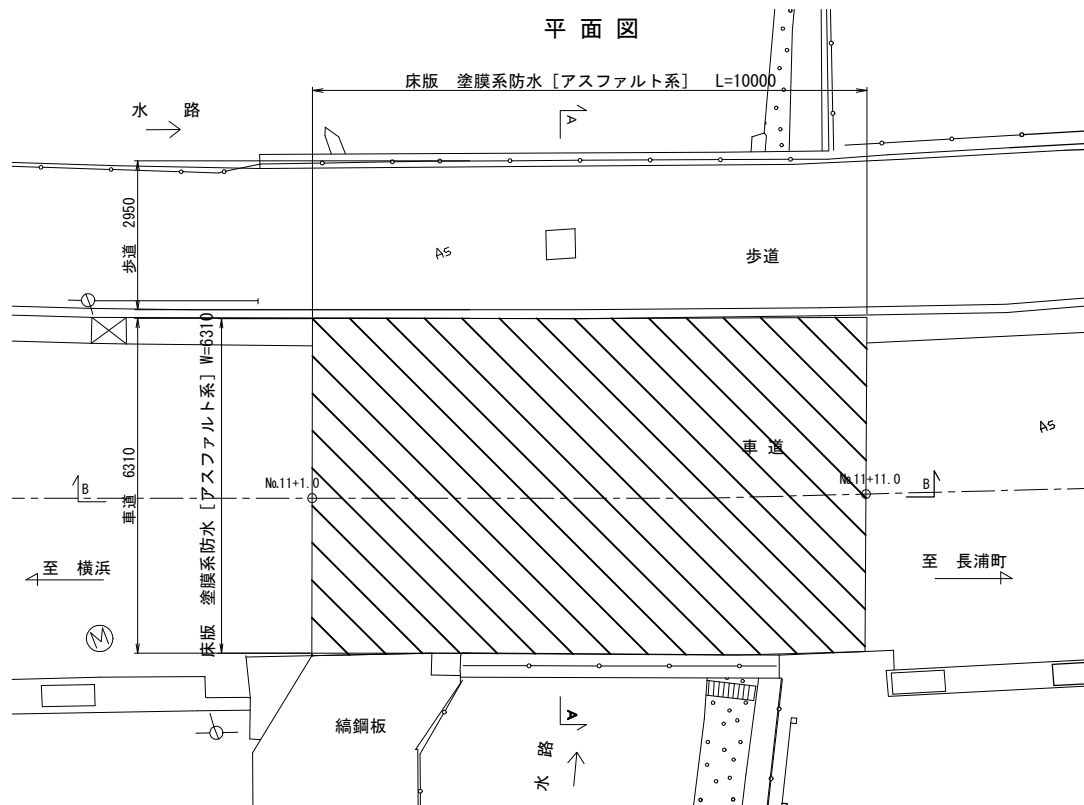 平面図
床版 塗膜系防水[アスファルト系] L=10000
水 路
A
歩道 2950
As
歩道
床版 塗膜系防水[アスファルト系] W=6310
車道 6310
車 道
As
No.11+1.0
No.11+11.0
B
B
至 横浜
至 長浦町
M
縞鋼板
A
水 路